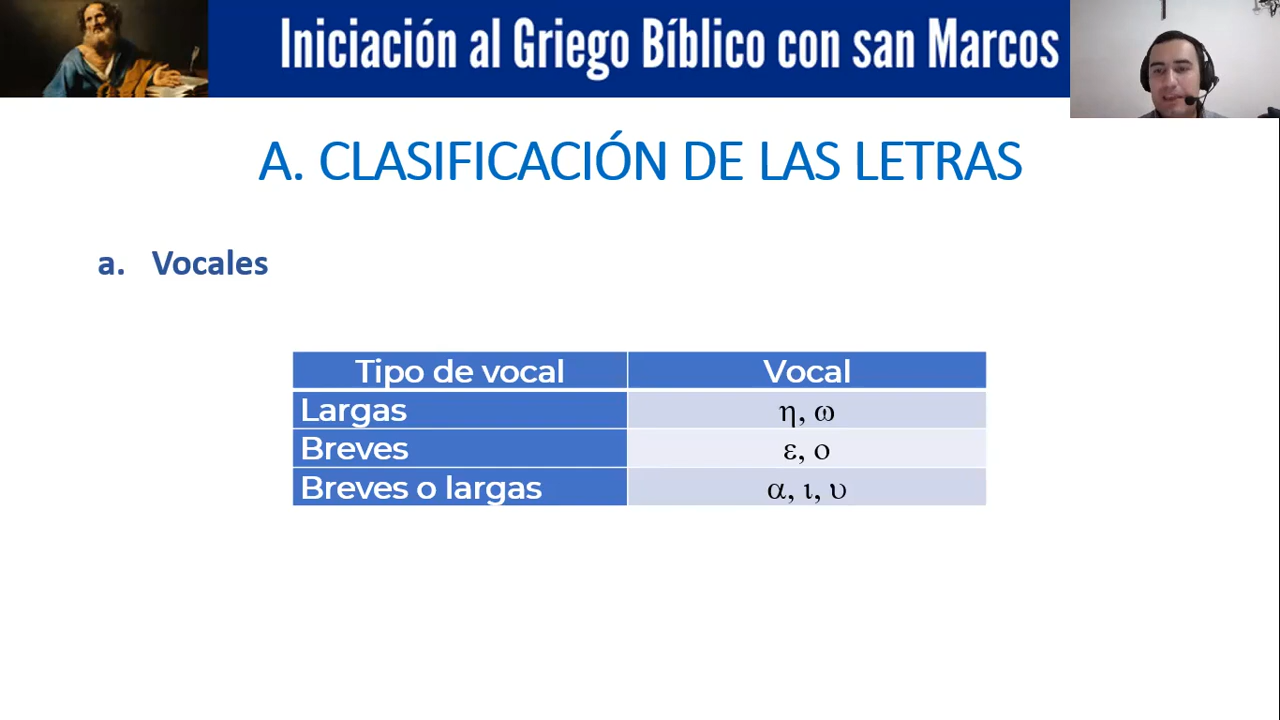 Iniciación al Griego Bíblico con san Marcos
A. CLASIFICACIÓN DE LAS LETRAS
a. Vocales
Tipo de vocal Vocal
Largas η, ω
Breves ε, ο
Breves o largas α, ι, υ